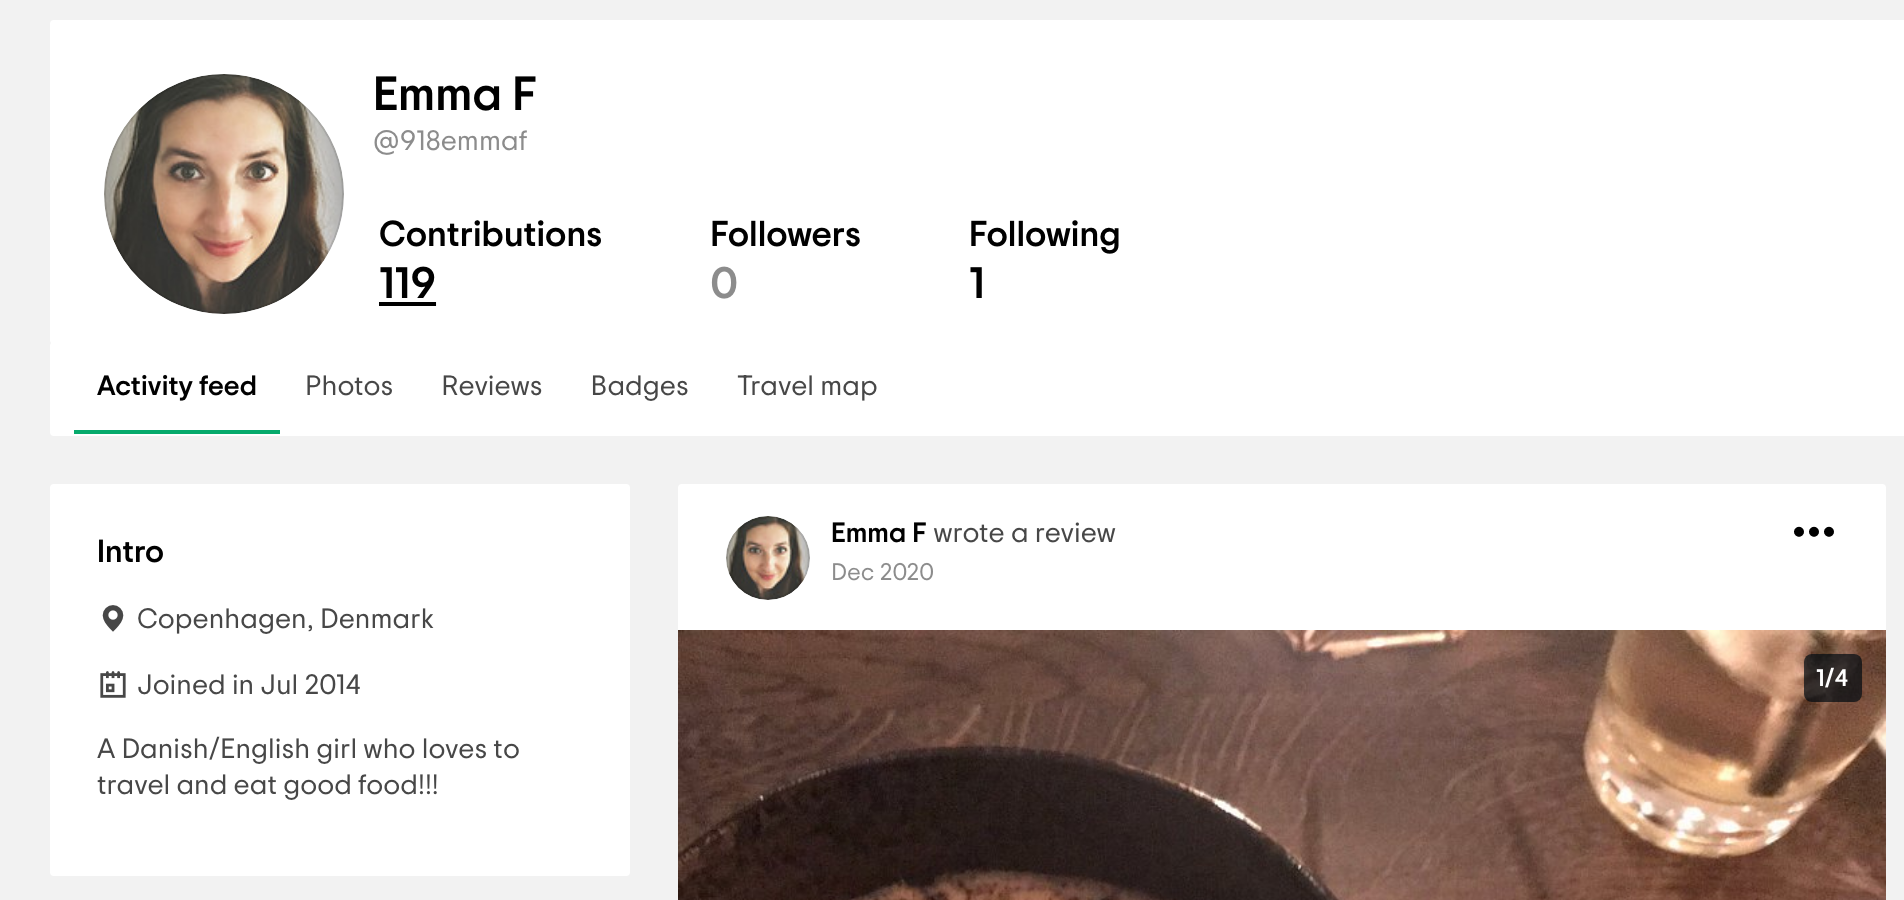 Emma F
@918emmaf
Contributions
119
Followers
0
Following
1
Activity feed
Photos
Reviews
Badges
Travel map
Intro
Copenhagen, Denmark
Joined in Jul 2014
A Danish/English girl who loves to
travel and eat good food!!!
Emma F wrote a review
Dec 2020
1/4